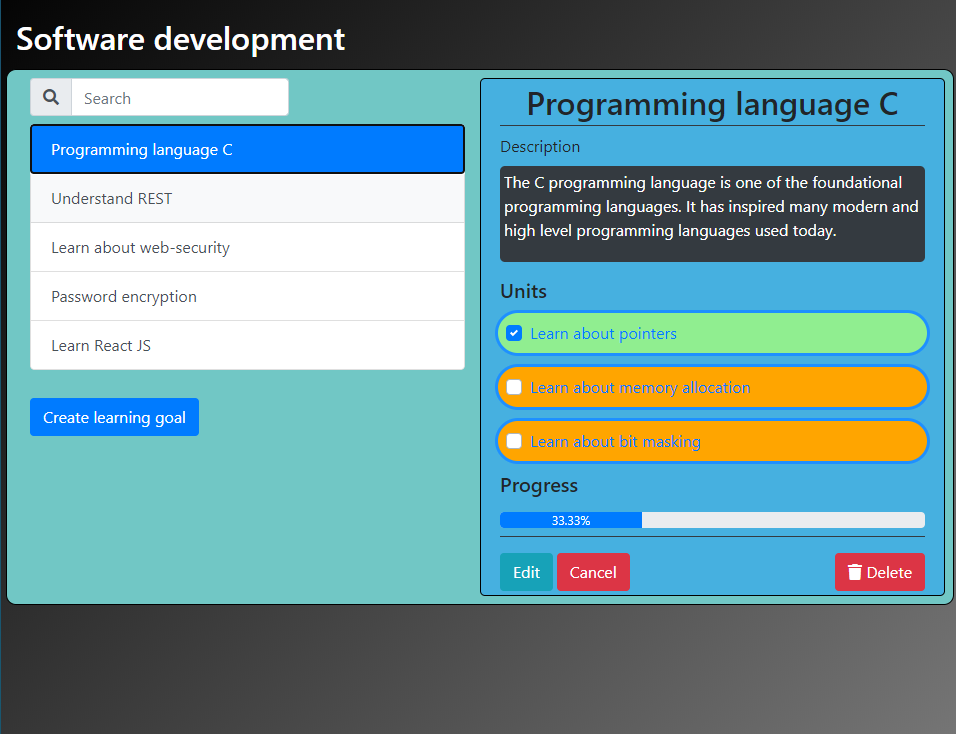 Software development
Search
Programming language C
Understand REST
Learn about web-security
Password encryption
Learn React JS
Create learning goal
Programming language C
Description
The C programming language is one of the foundational
programming languages. It has inspired many modern and
high level programming languages used today.
Units
Learn about pointers
Learn about memory allocation
Learn about bit masking
Progress
33.33%
Edit
Cancel
Delete